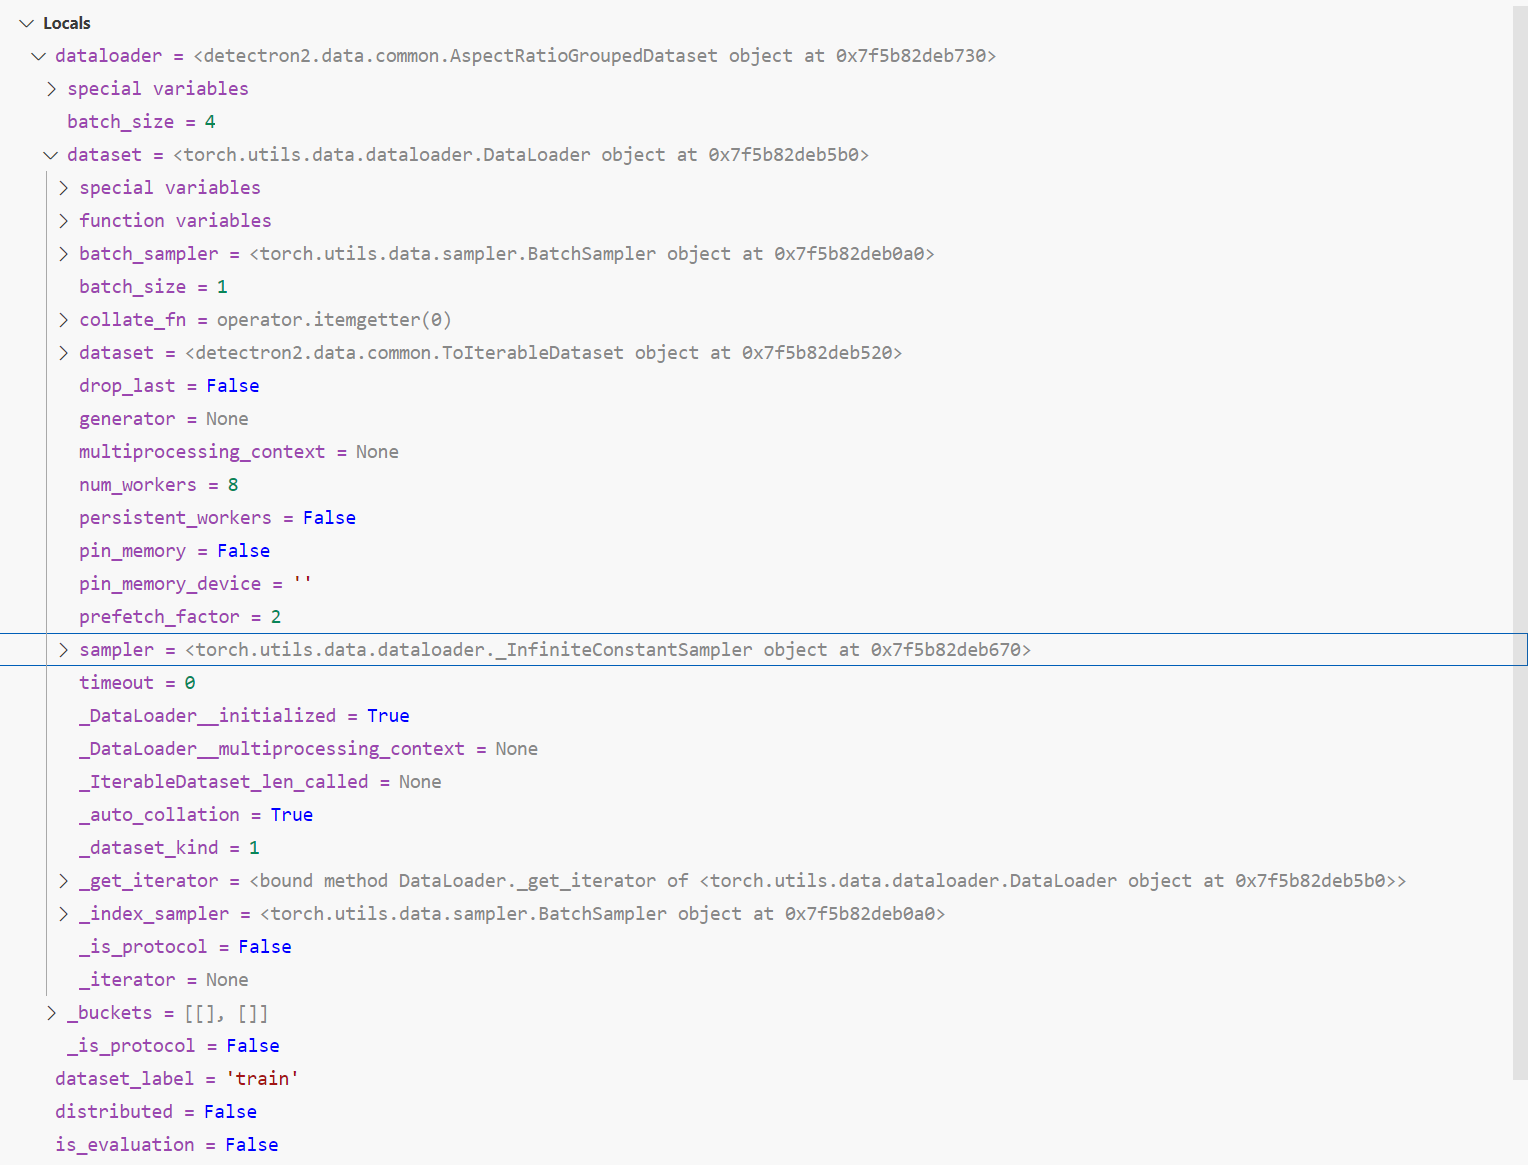 Locals
dataloader = <detectron2.data.common.AspectRatioGroupedDataset object at 0x7f5b82deb730>
special variables
batch_size = 4
dataset = <torch.utils.data.dataloader.DataLoader object at 0x7f5b82deb5b0>
special variables
function variables
batch_sampler = <torch.utils.data.sampler.BatchSampler object at 0x7f5b82deb0a0>
batch_size = 1
collate_fn = operator.itemgetter(0)
dataset = <detectron2.data.common.ToIterableDataset object at 0x7f5b82deb520>
drop_last = False
generator = None
multiprocessing_context = None
num_workers = 8
persistent_workers = False
pin_memory = False
pin_memory_device = ''
prefetch_factor = 2
sampler = <torch.utils.data.dataloader._InfiniteConstantSampler object at 0x7f5b82deb670>
timeout = 0
_DataLoader__initialized = True
_DataLoader__multiprocessing_context = None
_IterableDataset_len_called = None
_auto_collation = True
_dataset_kind = 1
_get_iterator = <bound method DataLoader._get_iterator of <torch.utils.data.dataloader.DataLoader object at 0x7f5b82deb5b0>>
_index_sampler = <torch.utils.data.sampler.BatchSampler object at 0x7f5b82deb0a0>
_is_protocol = False
_iterator = None
_buckets = [[], []]
_is_protocol = False
dataset_label = 'train'
distributed = False
is_evaluation = False